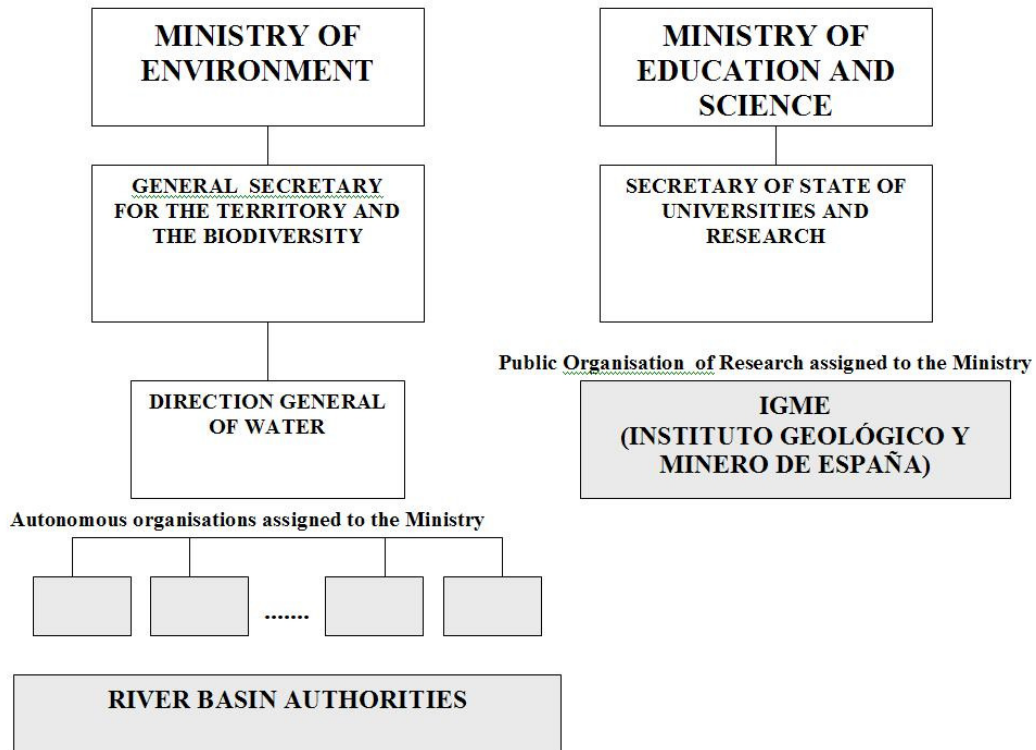 MINISTRY OF
ENVIRONMENT
GENERAL SECRETARY
FOR THE TERRITORY AND
THE BIODIVERSITY
DIRECTION GENERAL
OF WATER
Autonomous organisations assigned to the Ministry
.......
RIVER BASIN AUTHORITIES
MINISTRY OF
EDUCATION AND
SCIENCE
SECRETARY OF STATE OF
UNIVERSITIES AND
RESEARCH
Public Organisation of Research assigned to the Ministry
IGME
(INSTITUTO GEOLÓGICO Y
MINERO DE ESPAÑA)